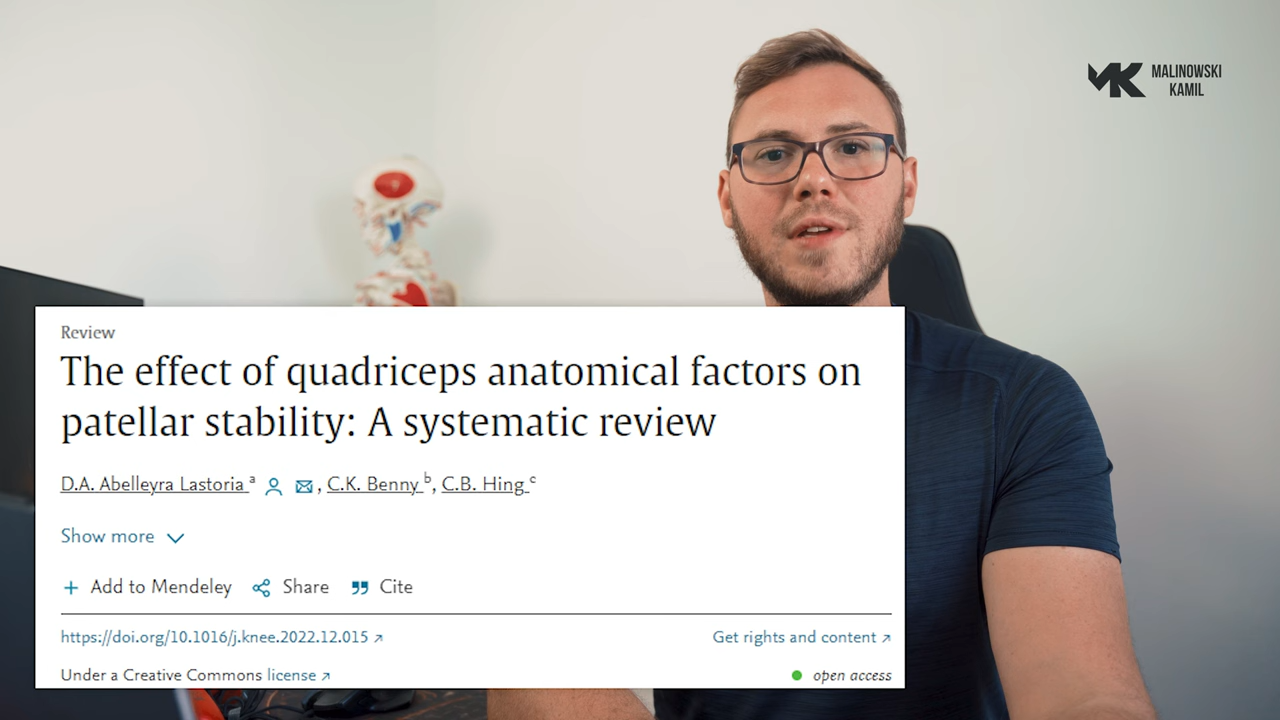 MALINOWSKI
KAMIL
Review
The effect of quadriceps anatomical factors on
patellar stability: A systematic review
D.A. Abelleyra Lastoria a , C.K. Benny b, C.B. Hing c
Show more
+ Add to Mendeley Share Cite
https://doi.org/10.1016/j.knee.2022.12.015 ↗ Get rights and content ↗
Under a Creative Commons license ↗ open access